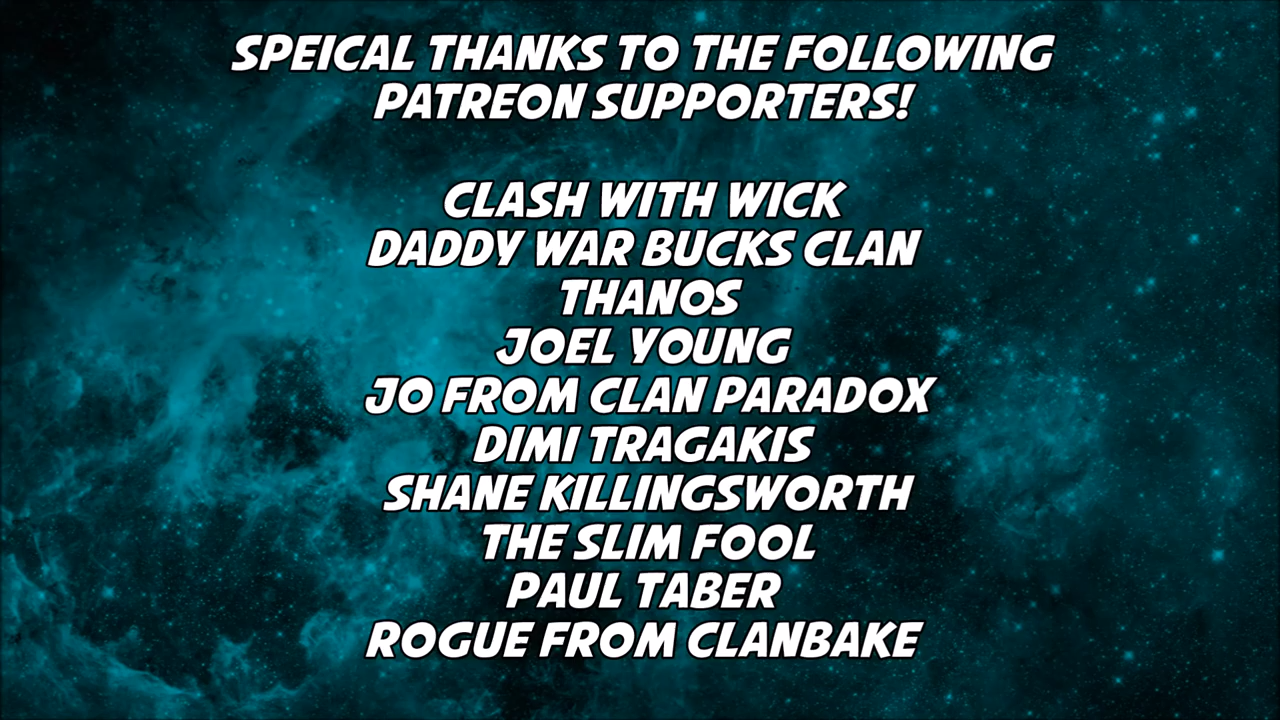 SPEICAL THANKS TO THE FOLLOWING
PATREON SUPPORTERS!
CLASH WITH WICK
DADDY WAR BUCKS CLAN
THANOS
JOEL YOUNG
JO FROM CLAN PARADOX
DIMI TRAGAKIS
SHANE KILLINGSWORTH
THE SLIM FOOL
PAUL TABER
ROGUE FROM CLANBAKE